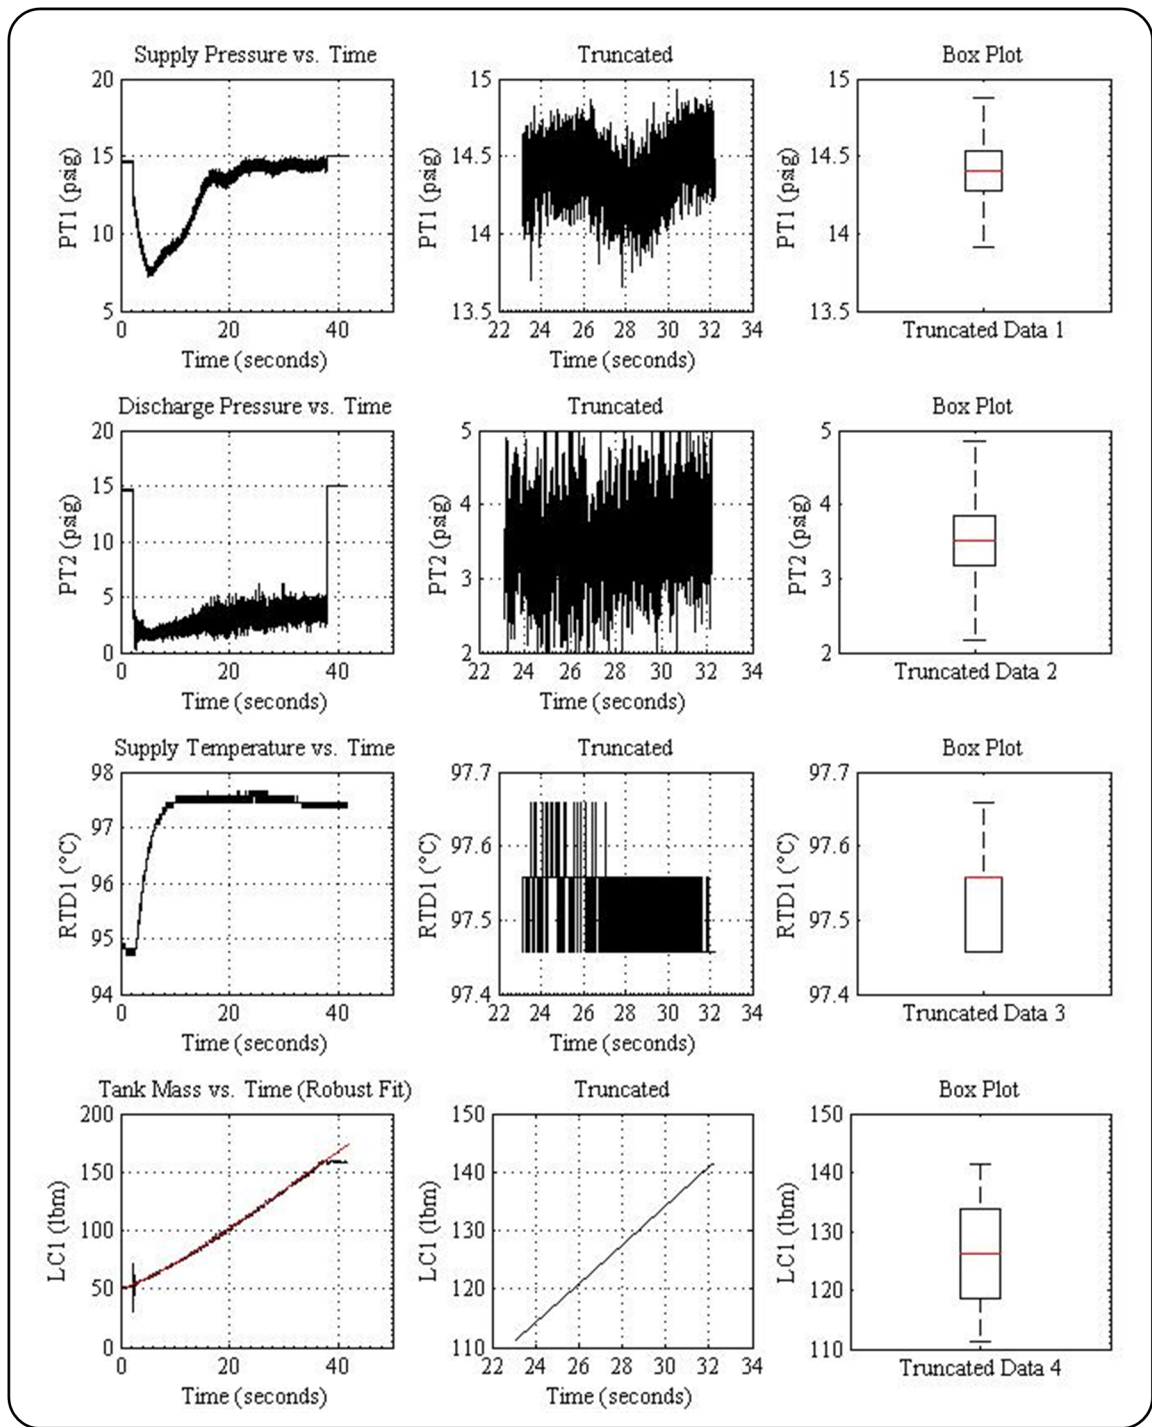 Supply Pressure vs. Time
20
15
10
5
PT1 (psig)
0 20 40
Time (seconds)
Truncated
15
14.5
14
13.5
PT1 (psig)
22 24 26 28 30 32 34
Time (seconds)
Box Plot
15
14.5
14
13.5
PT1 (psig)
Truncated Data 1
Discharge Pressure vs. Time
20
15
10
5
0
PT2 (psig)
0 20 40
Time (seconds)
Truncated
5
4
3
2
PT2 (psig)
22 24 26 28 30 32 34
Time (seconds)
Box Plot
5
4
3
2
PT2 (psig)
Truncated Data 2
Supply Temperature vs. Time
98
97
96
95
94
RTD1 (°C)
0 20 40
Time (seconds)
Truncated
97.7
97.6
97.5
97.4
RTD1 (°C)
22 24 26 28 30 32 34
Time (seconds)
Box Plot
97.7
97.6
97.5
97.4
RTD1 (°C)
Truncated Data 3
Tank Mass vs. Time (Robust Fit)
200
150
100
50
0
LC1 (lbm)
0 20 40
Time (seconds)
Truncated
150
140
130
120
110
LC1 (lbm)
22 24 26 28 30 32 34
Time (seconds)
Box Plot
150
140
130
120
110
LC1 (lbm)
Truncated Data 4